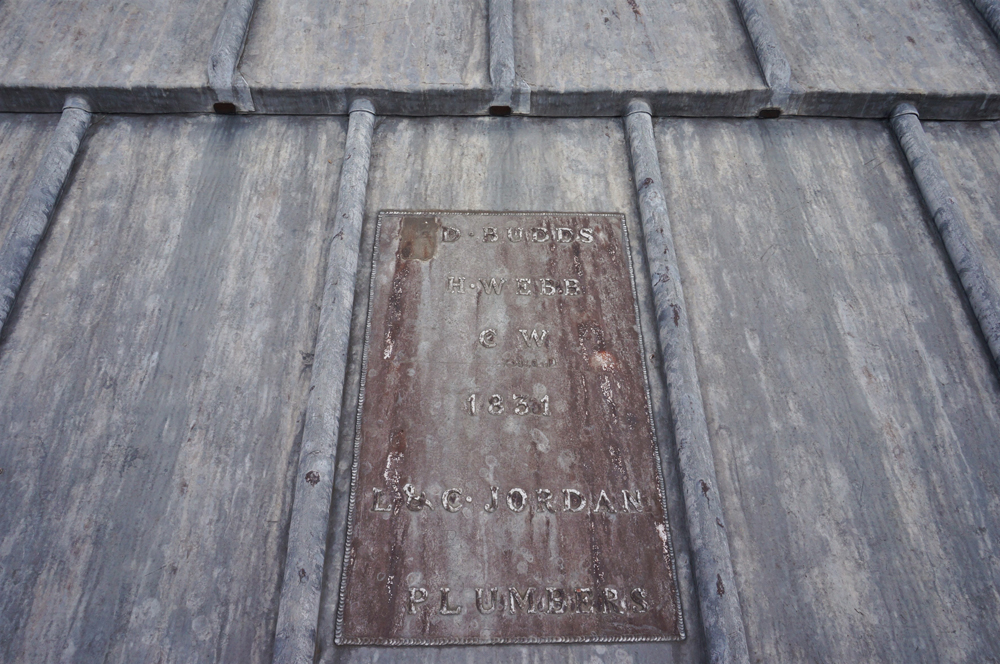 D·BUDDS
H·WEBB
C W
1831
L & C·JORDAN
PLUMBERS